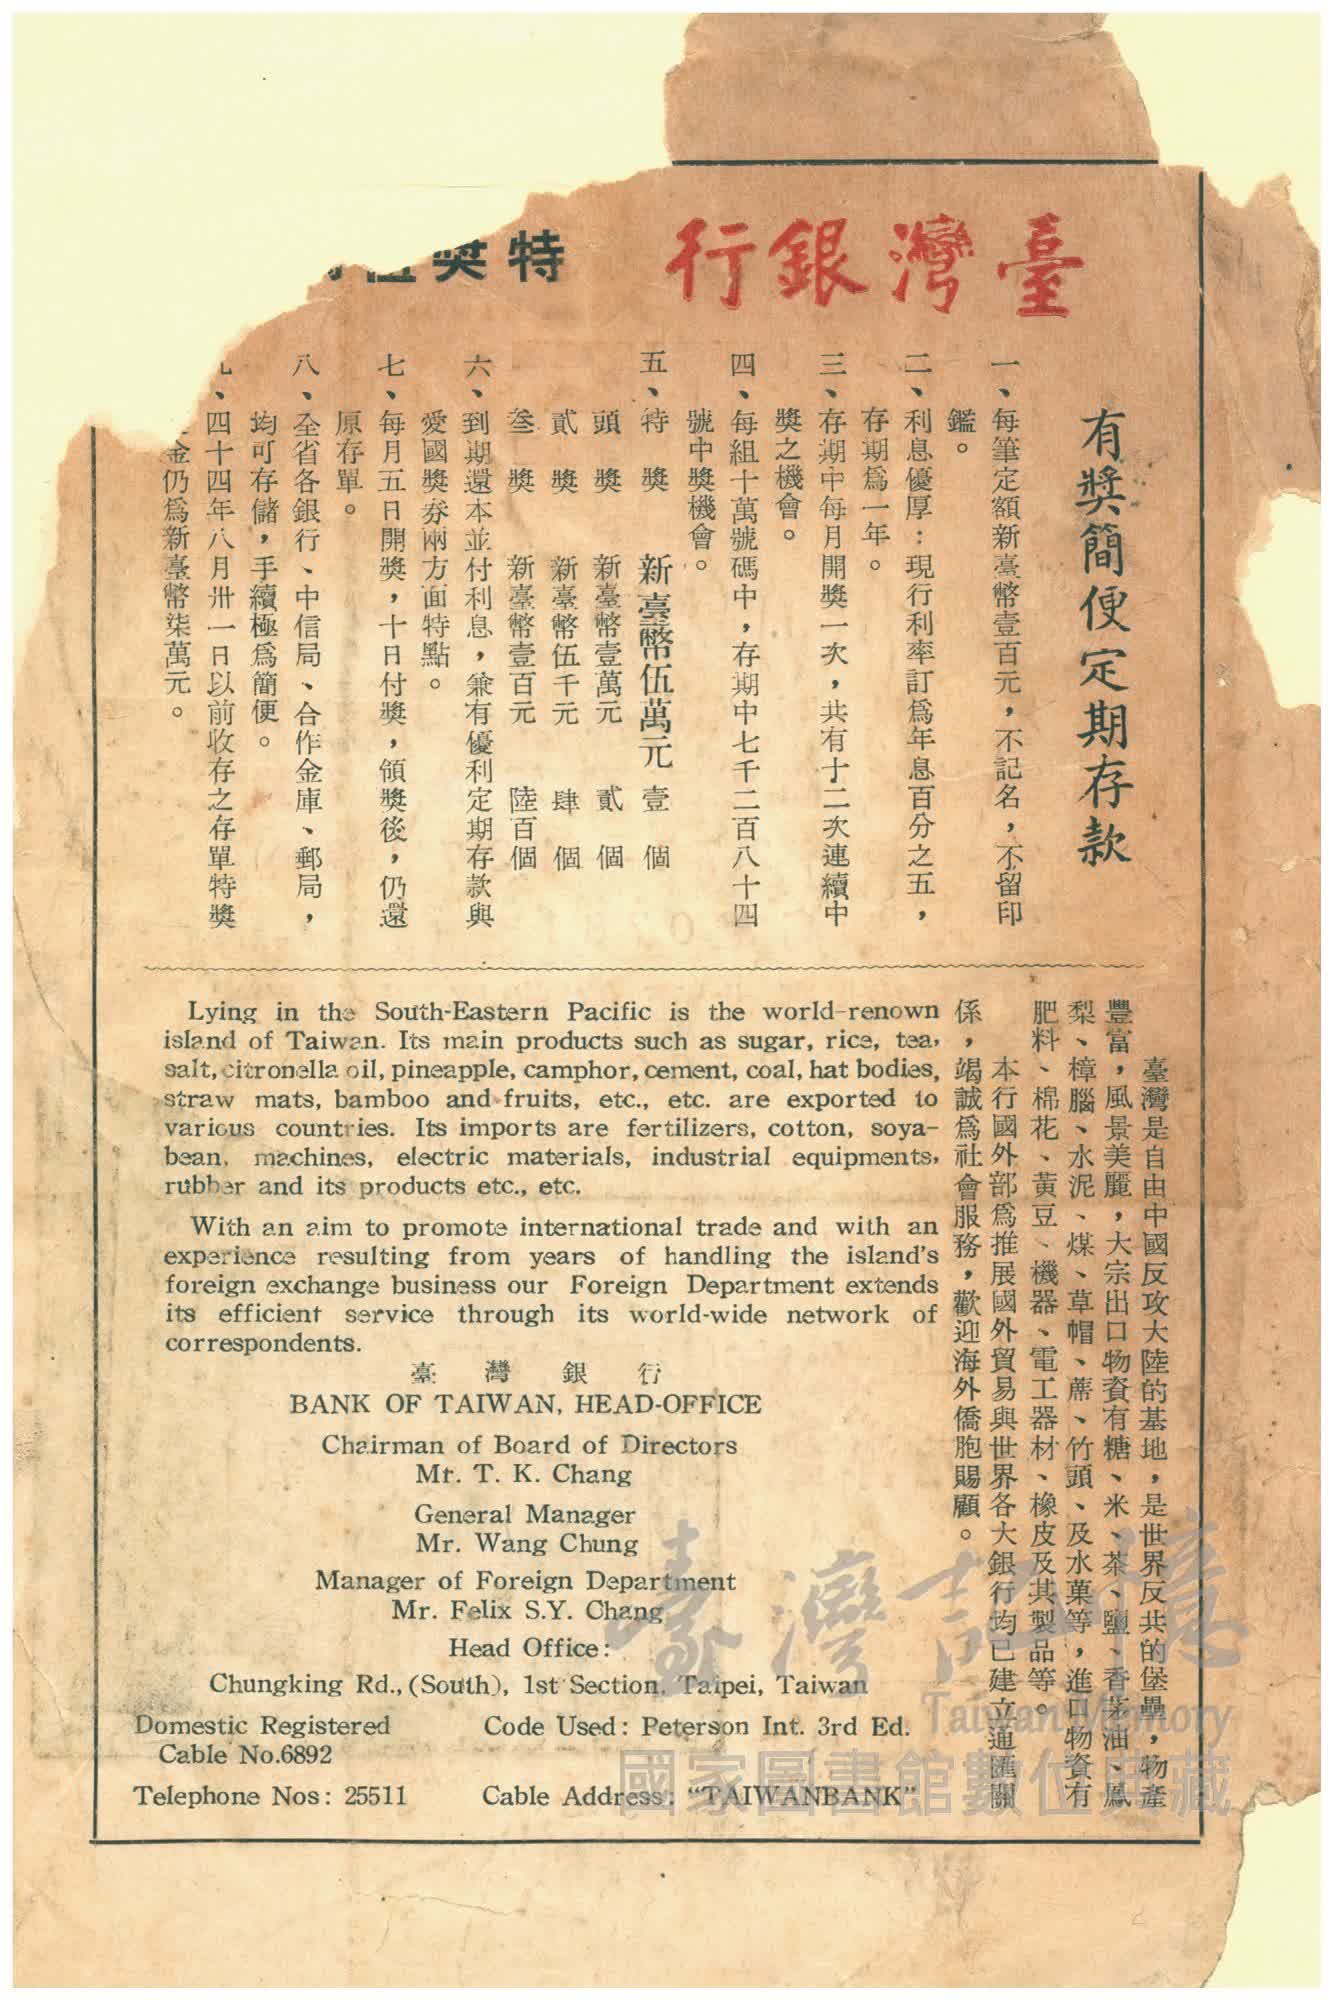 臺灣銀行
特獎
有獎簡便定期存款
一、每筆定額新臺幣壹百元，不記名，不留印
鑑。
二、利息優厚：現行利率訂為年息百分之五，
存期為一年。
三、存期中每月開獎一次，共有十二次連續中
獎之機會。
四、每組十萬號碼中，存期中七千二百八十四
號中獎機會。
五、特獎 新臺幣伍萬元 壹個
頭獎 新臺幣壹萬元 貳個
貳獎 新臺幣伍千元 肆個
叁獎 新臺幣壹百元 陸百個
六、到期還本並付利息，兼有優利定期存款與
愛國獎券兩方面特點。
七、每月五日開獎，十日付獎，領獎後，仍還
原存單。
八、全省各銀行、中信局、合作金庫、郵局，
均可存儲，手續極為簡便。
、四十四年八月卅一日以前收存之存單特獎
金仍為新臺幣柒萬元。
臺灣是自由中國反攻大陸的基地，是世界反共的堡壘，物產
豐富，風景美麗，大宗出口物資有糖、米、茶、鹽、香茅油、鳳
梨、樟腦、水泥、煤、草帽、蓆、竹頭、及水菓等，進口物資有
肥料、棉花、黃豆、機器、電工器材、橡皮及其製品等。
本行國外部為推展國外貿易與世界各大銀行均已建立通匯關
係，竭誠為社會服務，歡迎海外僑胞賜顧。
Lying in the South-Eastern Pacific is the world-renown
island of Taiwan. Its main products such as sugar, rice, tea,
salt, citronella oil, pineapple, camphor, cement, coal, hat bodies,
straw mats, bamboo and fruits, etc., etc. are exported to
various countries. Its imports are fertilizers, cotton, soya-
bean, machines, electric materials, industrial equipments,
rubber and its products etc., etc.
With an aim to promote international trade and with an
experience resulting from years of handling the island's
foreign exchange business our Foreign Department extends
its efficient service through its world-wide network of
correspondents.
臺灣銀行
BANK OF TAIWAN, HEAD-OFFICE
Chairman of Board of Directors
Mr. T. K. Chang
General Manager
Mr. Wang Chung
Manager of Foreign Department
Mr. Felix S.Y. Chang
Head Office:
Chungking Rd., (South), 1st Section, Taipei, Taiwan
Domestic Registered
Cable No.6892
Code Used: Peterson Int. 3rd Ed.
Telephone Nos: 25511
Cable Address: "TAIWANBANK"
臺灣記憶
Taiwan Memory
國家圖書館數位典藏